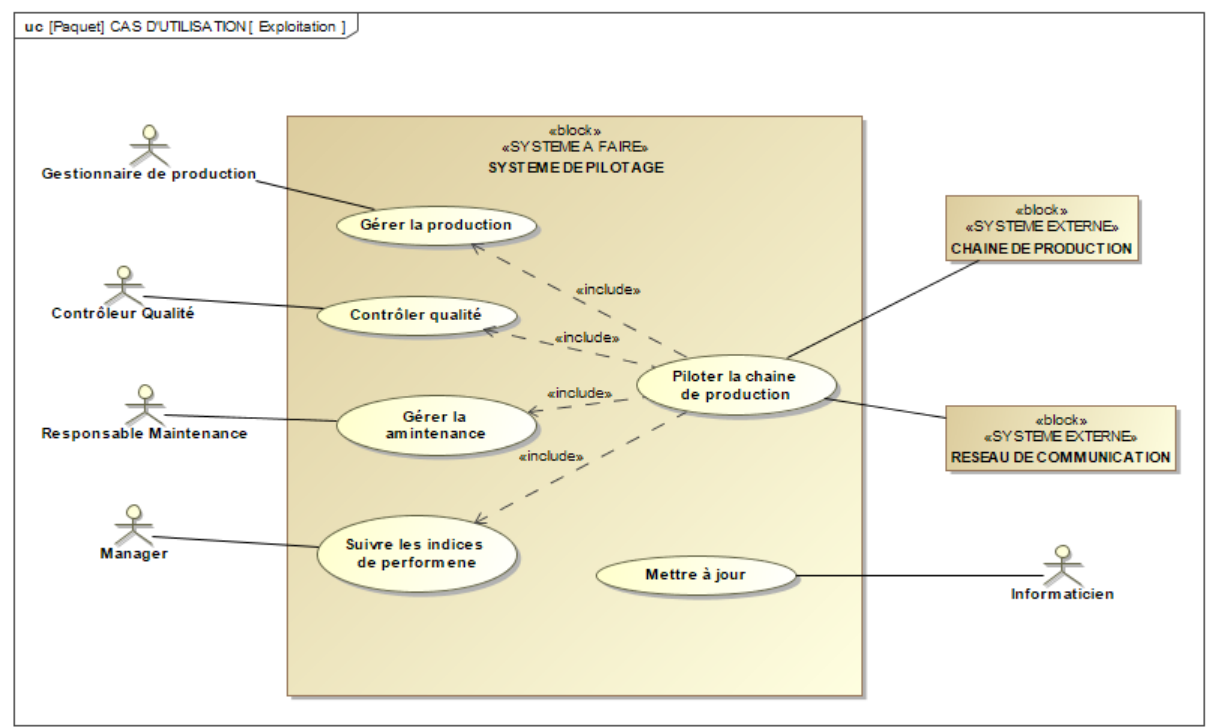 uc [Paquet] CAS D'UTILISATION [ Exploitation ]
«block»
«SYSTEME A FAIRE»
SYSTEME DE PILOTAGE
Gestionnaire de production
Gérer la production
«block»
«SYSTEME EXTERNE»
CHAINE DE PRODUCTION
«include»
Contrôleur Qualité
Contrôler qualité
«include»
Piloter la chaine
de production
«include»
Responsable Maintenance
Gérer la
amintenance
«block»
«SYSTEME EXTERNE»
RESEAU DE COMMUNICATION
«include»
Manager
Suivre les indices
de performene
Mettre à jour
Informaticien